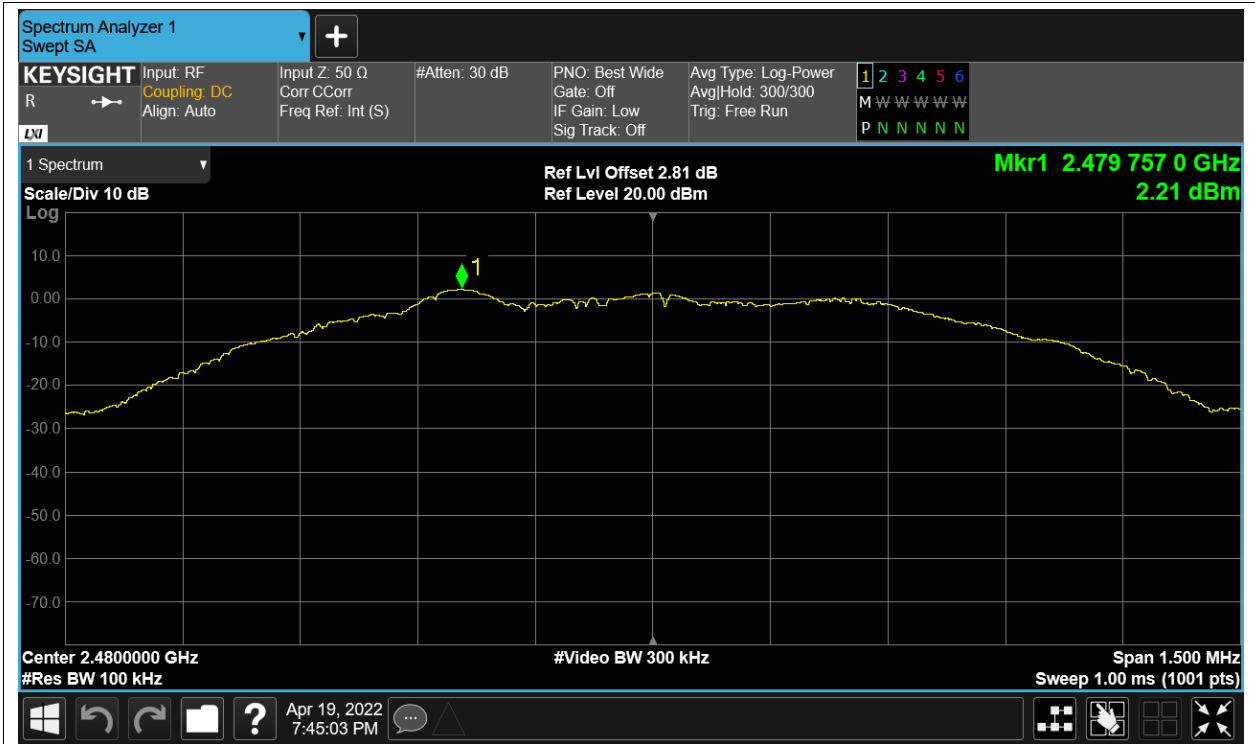 Spectrum Analyzer 1
Swept SA
KEYSIGHT
R
LXI
Input: RF
Coupling: DC
Align: Auto
Input Z: 50 Ω
Corr CCorr
Freq Ref: Int (S)
#Atten: 30 dB
PNO: Best Wide
Gate: Off
IF Gain: Low
Sig Track: Off
Avg Type: Log-Power
Avg|Hold: 300/300
Trig: Free Run
1 2 3 4 5 6
M W W W W W
P N N N N N
1 Spectrum
Scale/Div 10 dB
Log
Ref Lvl Offset 2.81 dB
Ref Level 20.00 dBm
Mkr1 2.479 757 0 GHz
2.21 dBm
1
10.0
0.00
-10.0
-20.0
-30.0
-40.0
-50.0
-60.0
-70.0
Center 2.4800000 GHz
#Res BW 100 kHz
#Video BW 300 kHz
Span 1.500 MHz
Sweep 1.00 ms (1001 pts)
?
Apr 19, 2022
7:45:03 PM